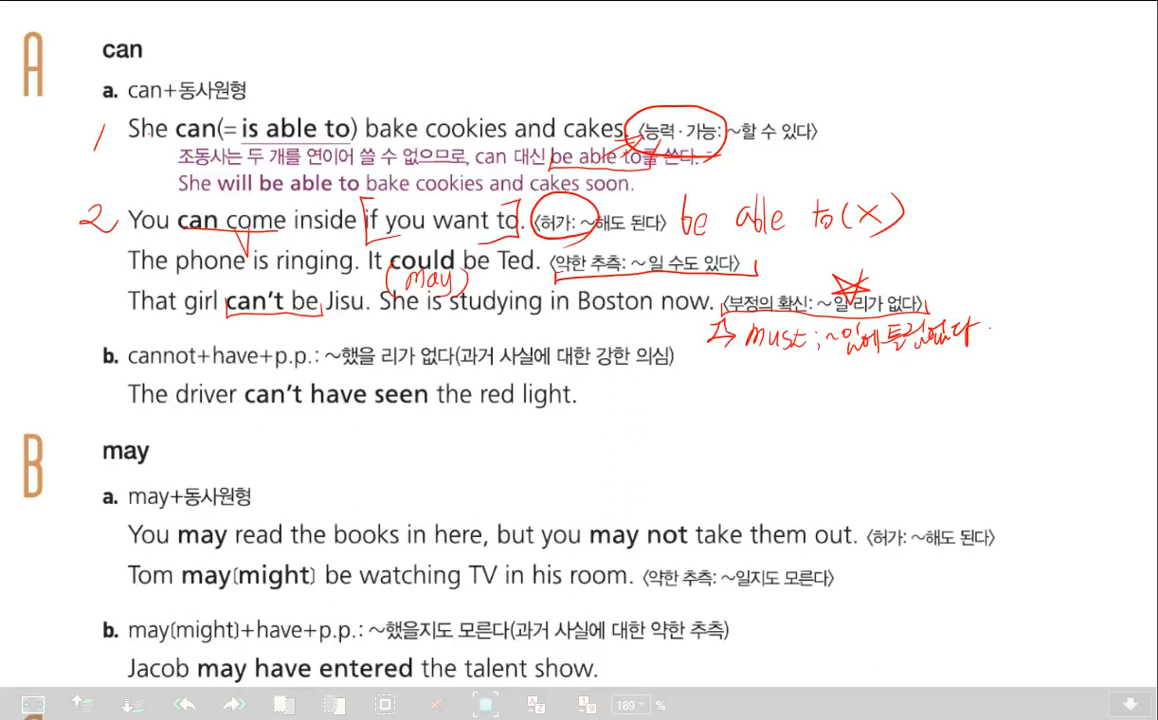 A
can
a. can+동사원형
1 She can(= is able to) bake cookies and cakes. 〈능력·가능: ~할 수 있다〉
조동사는 두 개를 연이어 쓸 수 없으므로, can 대신 be able to를 쓴다.
She will be able to bake cookies and cakes soon.
2 You can come inside if you want to. 〈허가: ~해도 된다〉 be able to(X)
The phone is ringing. It could be Ted. 〈약한 추측: ~일 수도 있다〉
(may)
That girl can't be Jisu. She is studying in Boston now. 〈부정의 확신: ~일 리가 없다〉
→ must ; ~임에 틀림없다
b. cannot+have+p.p.: ~했을 리가 없다(과거 사실에 대한 강한 의심)
The driver can't have seen the red light.
B
may
a. may+동사원형
You may read the books in here, but you may not take them out. 〈허가: ~해도 된다〉
Tom may(might) be watching TV in his room. 〈약한 추측: ~일지도 모른다〉
b. may(might)+have+p.p.: ~했을지도 모른다(과거 사실에 대한 약한 추측)
Jacob may have entered the talent show.
189 %